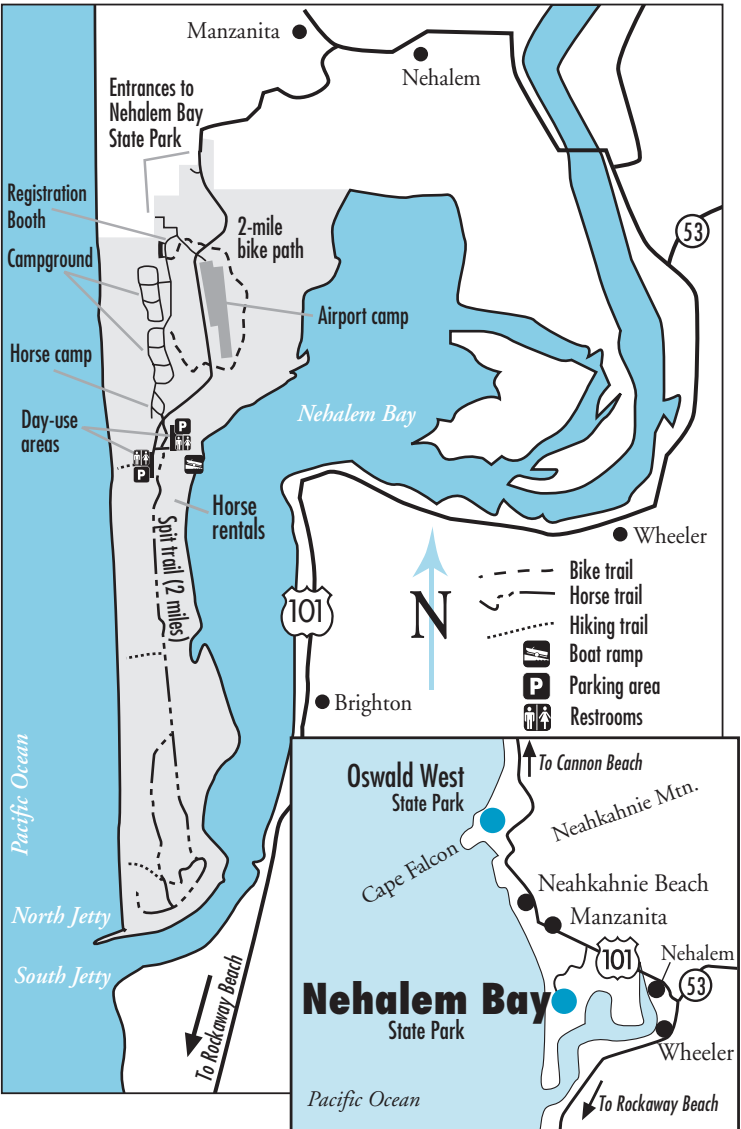 Manzanita
Nehalem
Entrances to
Nehalem Bay
State Park
Registration
Booth
2-mile
bike path
53
Campground
Airport camp
Horse camp
Nehalem Bay
Day-use
areas
P
P
Horse
rentals
Wheeler
Spit trail (2 miles)
101
N
Bike trail
Horse trail
Hiking trail
Boat ramp
P
Parking area
Restrooms
Brighton
Pacific Ocean
North Jetty
South Jetty
To Rockaway Beach
To Cannon Beach
Oswald West
State Park
Neahkahnie Mtn.
Cape Falcon
Neahkahnie Beach
Manzanita
101
Nehalem
53
Nehalem Bay
State Park
Wheeler
Pacific Ocean
To Rockaway Beach